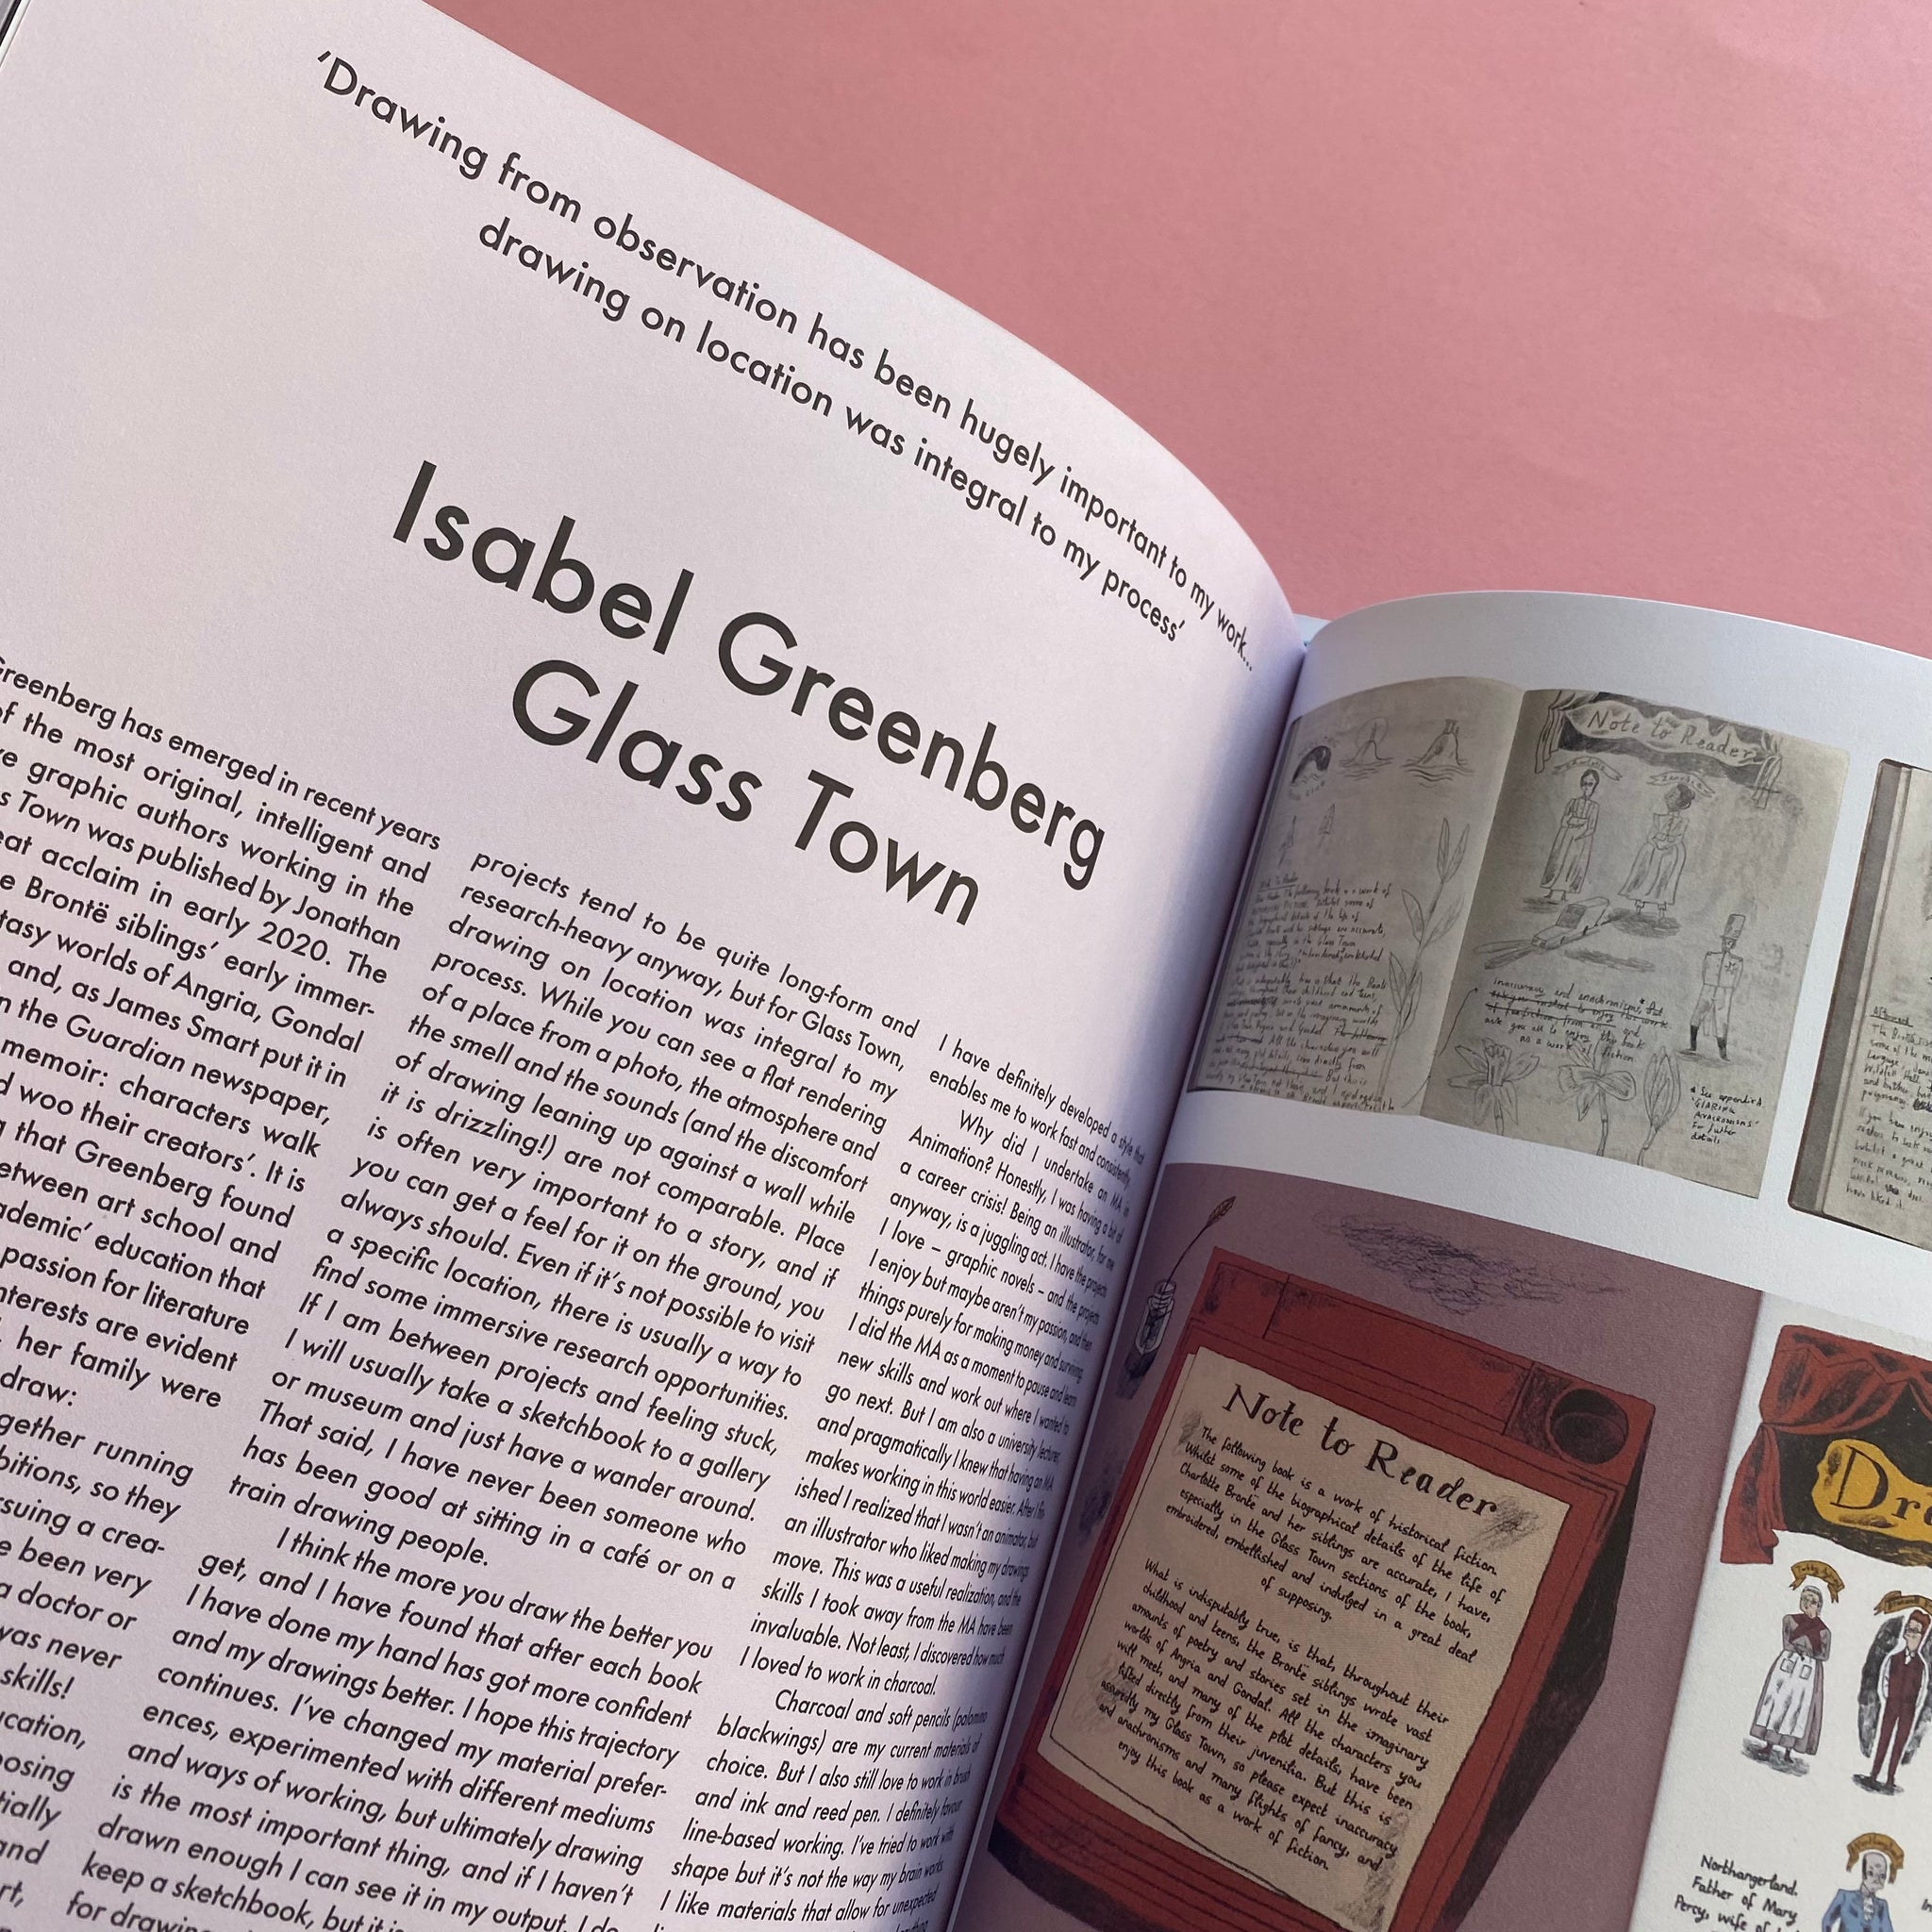 ‘Drawing from observation has been hugely important to my work...
drawing on location was integral to my process’
Isabel Greenberg
Glass Town
Greenberg has emerged in recent years
of the most original, intelligent and
graphic authors working in the
Town was published by Jonathan
acclaim in early 2020. The
Brontë siblings’ early immer-
worlds of Angria, Gondal
and, as James Smart put it in
the Guardian newspaper,
memoir: characters walk
woo their creators’. It is
that Greenberg found
between art school and
education that
passion for literature
interests are evident
her family were
draw:
together running
so they
pursuing a crea-
been very
a doctor or
was never
skills!
and
projects tend to be quite long-form and
research-heavy anyway, but for Glass Town,
drawing on location was integral to my
process. While you can see a flat rendering
of a place from a photo, the atmosphere and
the smell and the sounds (and the discomfort
of drawing leaning up against a wall while
it is drizzling!) are not comparable. Place
is often very important to a story, and if
you can get a feel for it on the ground, you
always should. Even if it’s not possible to visit
a specific location, there is usually a way to
find some immersive research opportunities.
If I am between projects and feeling stuck,
I will usually take a sketchbook to a gallery
or museum and just have a wander around.
That said, I have never been someone who
has been good at sitting in a café or on a
train drawing people.
I think the more you draw the better you
get, and I have found that after each book
I have done my hand has got more confident
and my drawings better. I hope this trajectory
continues. I’ve changed my material prefer-
ences, experimented with different mediums
and ways of working, but ultimately drawing
is the most important thing, and if I haven’t
drawn enough I can see it in my output. I do
keep a sketchbook, but it is
for drawing
I have definitely developed a style that
enables me to work fast and consistently.
Why did I undertake an MA in
Animation? Honestly, I was having a bit of
a career crisis! Being an illustrator, for me
anyway, is a juggling act. I have the projects
I love – graphic novels – and the projects
I enjoy but maybe aren’t my passion, and then
things purely for making money and surviving.
I did the MA as a moment to pause and learn
new skills and work out where I wanted to
go next. But I am also a university lecturer,
and pragmatically I knew that having an MA
makes working in this world easier. After I fin-
ished I realized that I wasn’t an animator, but
an illustrator who liked making my drawings
move. This was a useful realization, and the
skills I took away from the MA have been
invaluable. Not least, I discovered how much
I loved to work in charcoal.
Charcoal and soft pencils (palomino
blackwings) are my current materials of
choice. But I also still love to work in brush
and ink and reed pen. I definitely favour
line-based working. I’ve tried to work with
shape but it’s not the way my brain works.
I like materials that allow for unexpected
Note to Reader
inaccuracy and anachronisms*
ask you all to enjoy this book
as a work of fiction
* See appendix A
for further
details
Note to Reader
The following book is a work of historical fiction.
Whilst some of the biographical details of the life of
Charlotte Brontë and her siblings are accurate, I have,
especially in the Glass Town sections of the book,
embroidered, embellished and indulged in a great deal
of supposing.
What is indisputably true, is that, throughout their
childhood and teens, the Brontë siblings wrote vast
amounts of poetry and stories set in the imaginary
worlds of Angria and Gondal. All the characters you
will meet, and many of the plot details, have been
lifted directly from their juvenilia. But this is
assuredly my Glass Town, so please expect inaccuracy
and anachronisms and many flights of fancy, and
enjoy this book as a work of fiction.
Dra
Northangerland.
Father of Mary
Percy, wife of